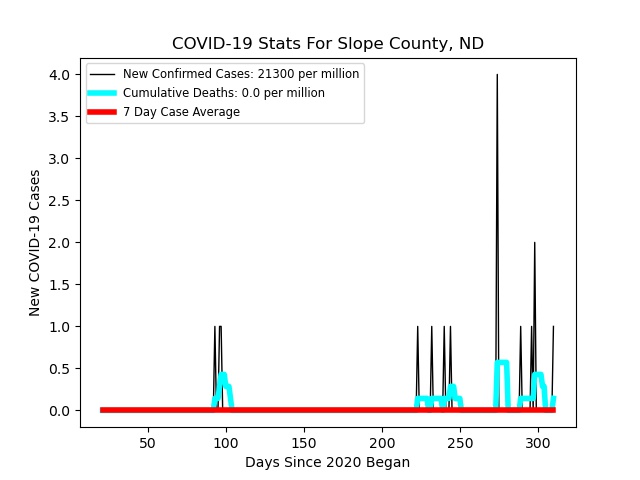 COVID-19 Stats For Slope County, ND
New Confirmed Cases: 21300 per million
Cumulative Deaths: 0.0 per million
7 Day Case Average
New COVID-19 Cases
4.0
3.5
3.0
2.5
2.0
1.5
1.0
0.5
0.0
50 100 150 200 250 300
Days Since 2020 Began